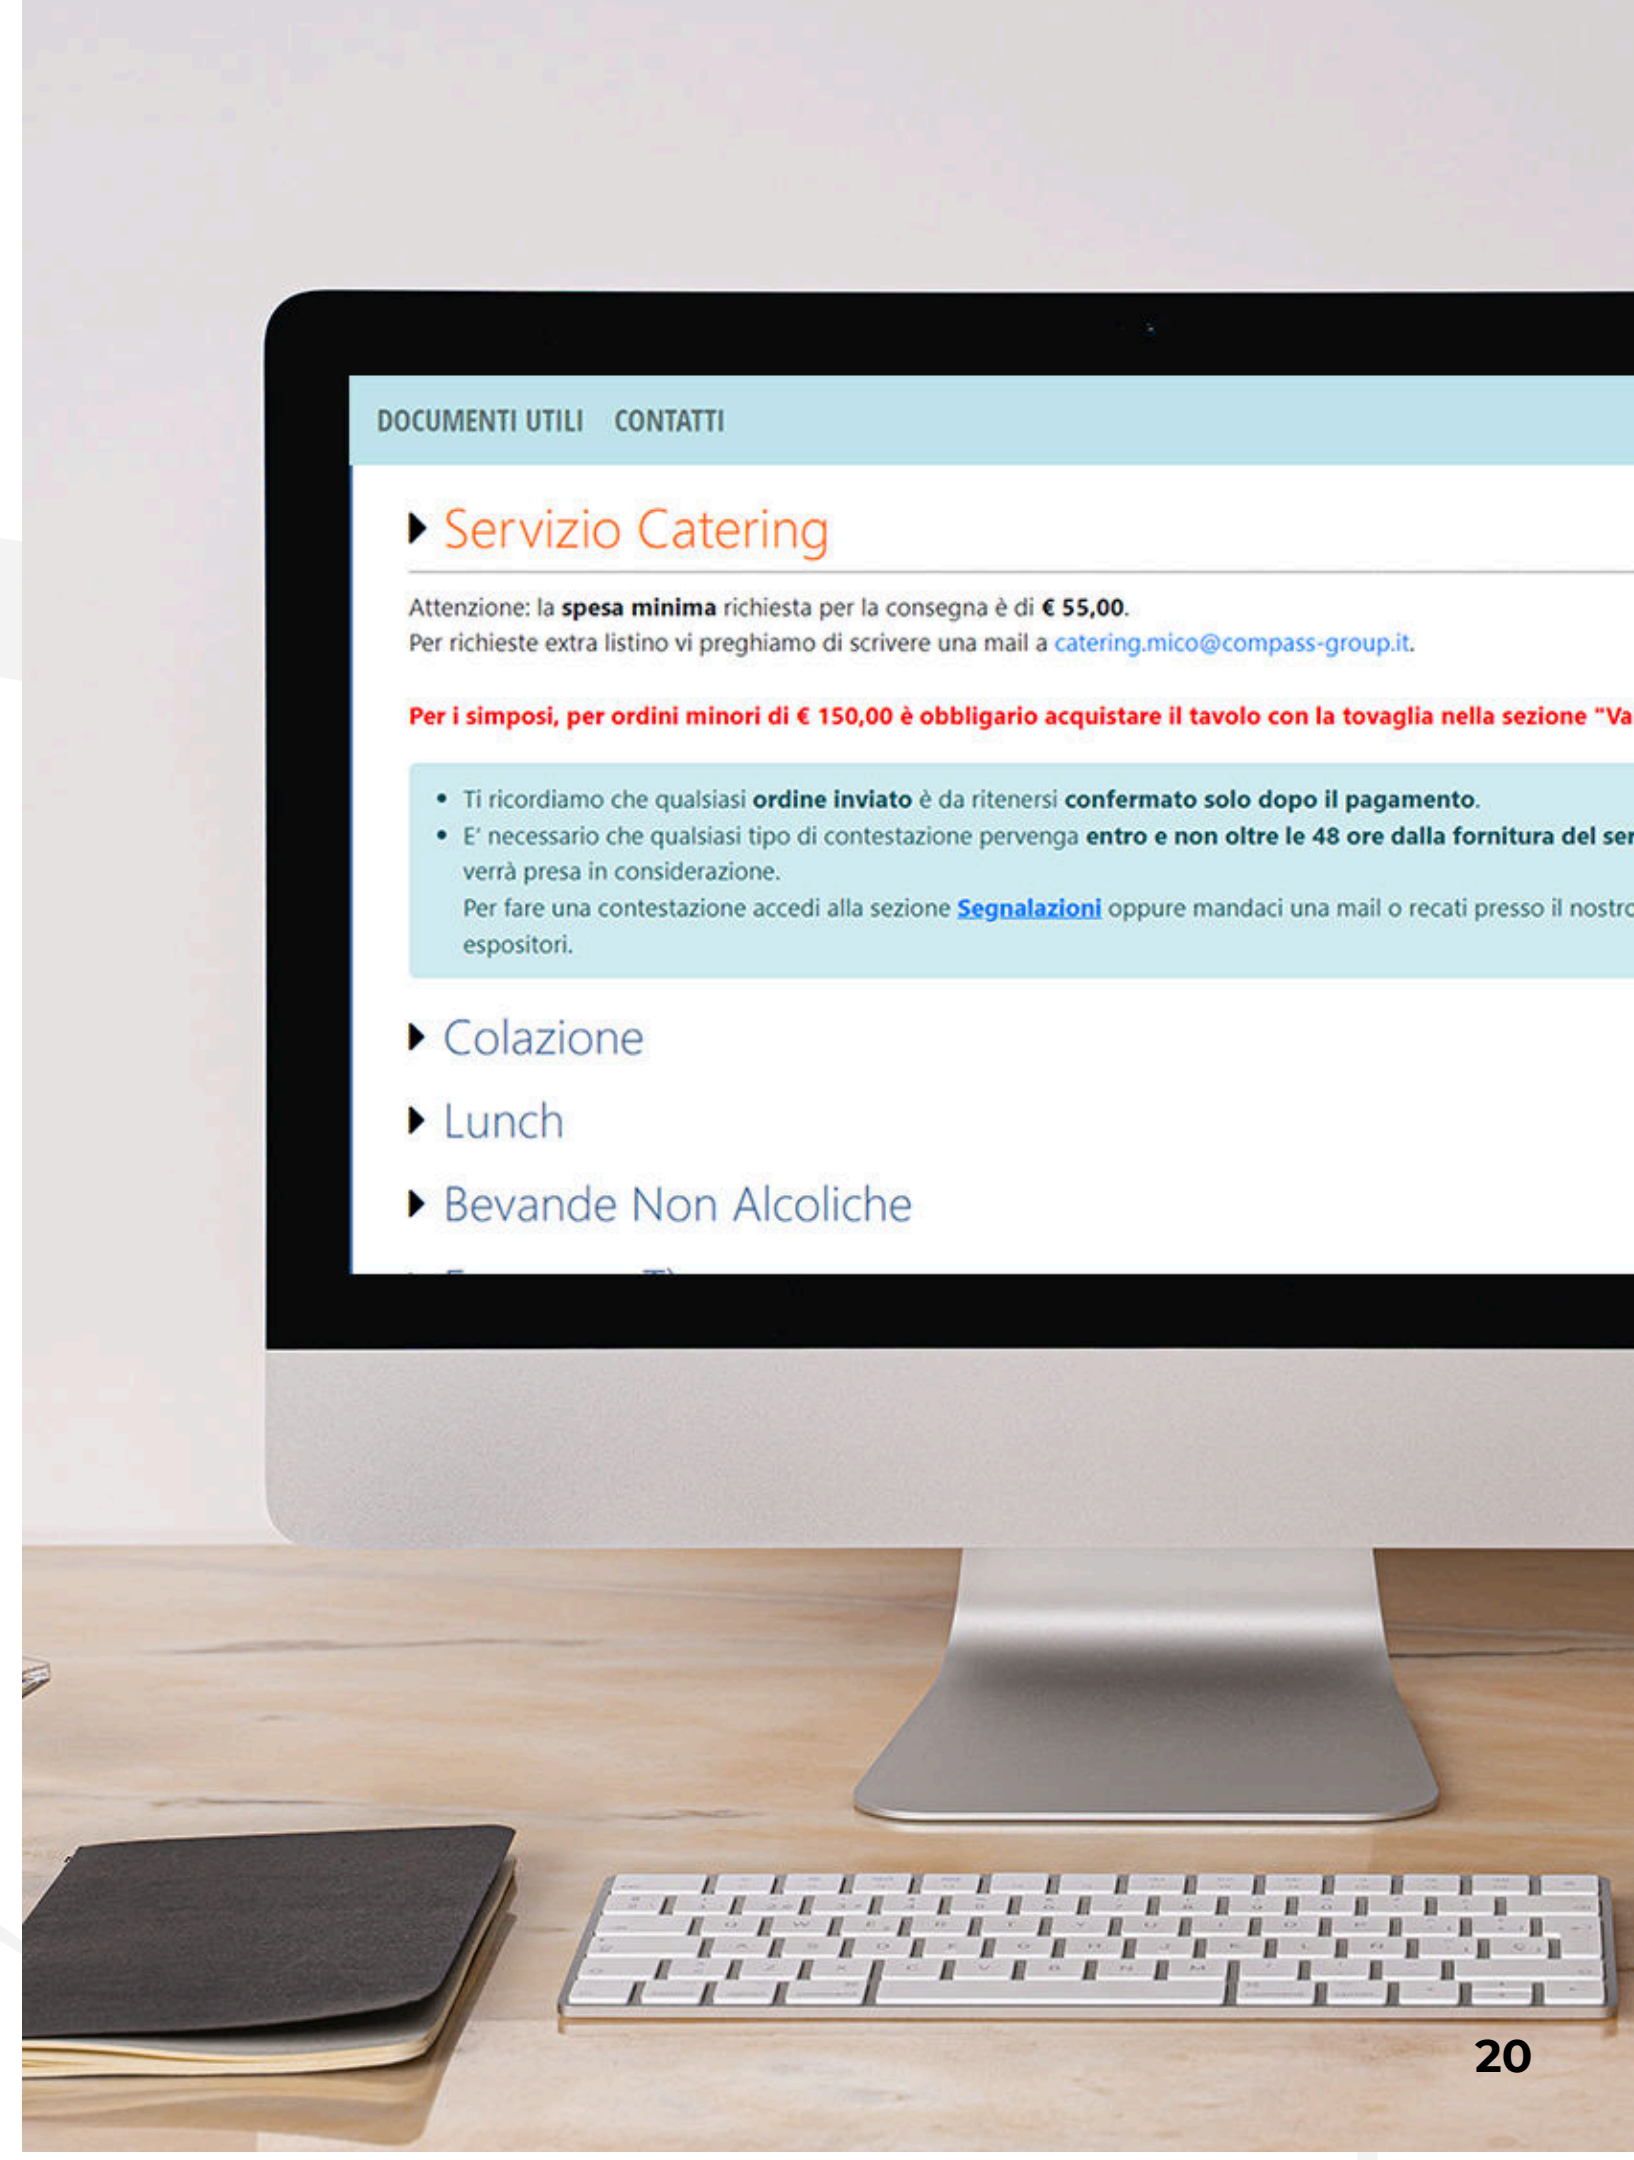 DOCUMENTI UTILI CONTATTI
Servizio Catering
Attenzione: la spesa minima richiesta per la consegna è di € 55,00.
Per richieste extra listino vi preghiamo di scrivere una mail a catering.mico@compass-group.it.
Per i simposi, per ordini minori di € 150,00 è obbligario acquistare il tavolo con la tovaglia nella sezione "Va
• Ti ricordiamo che qualsiasi ordine inviato è da ritenersi confermato solo dopo il pagamento.
• E' necessario che qualsiasi tipo di contestazione pervenga entro e non oltre le 48 ore dalla fornitura del ser
verrà presa in considerazione.
Per fare una contestazione accedi alla sezione Segnalazioni oppure mandaci una mail o recati presso il nostro
espositori.
Colazione
Lunch
Bevande Non Alcoliche
20